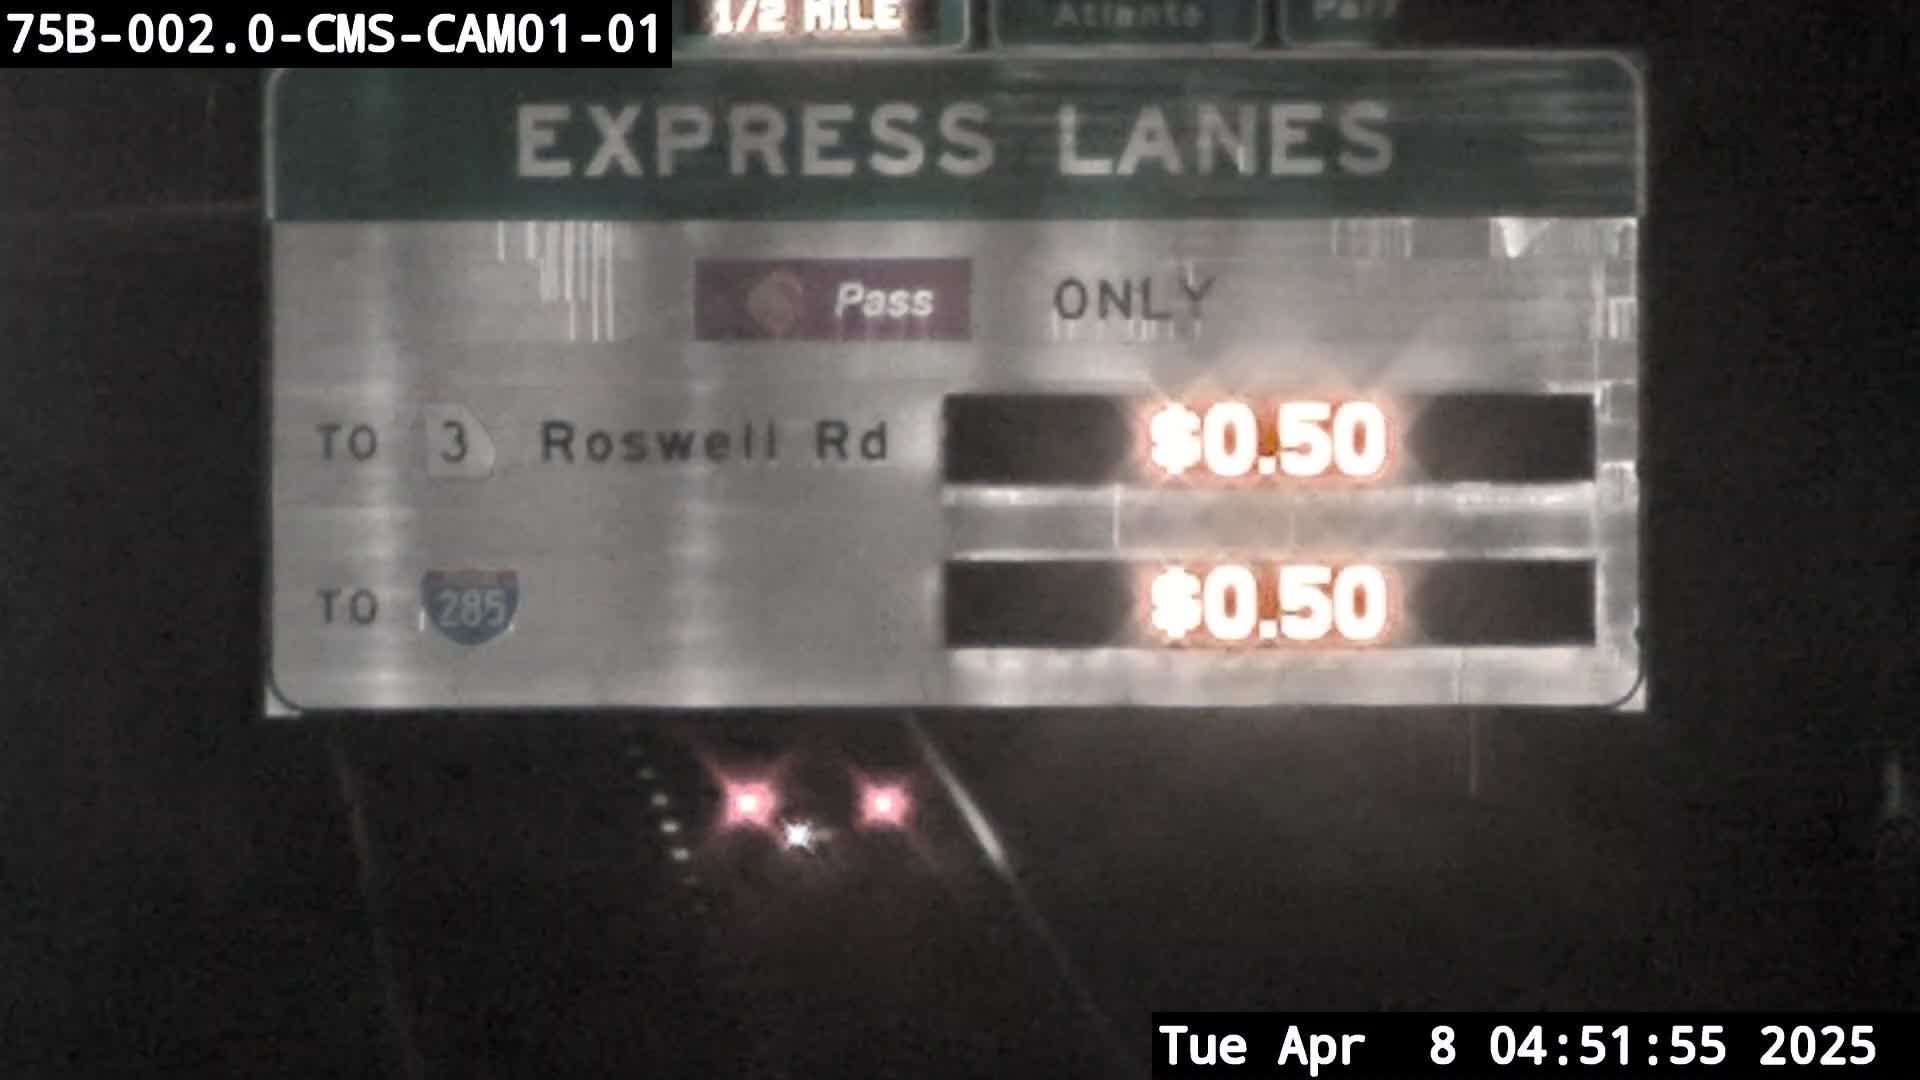 75B-002.0-CMS-CAM01-01
1/2 MILE
Atlanta
EXPRESS LANES
Pass ONLY
TO 3 Roswell Rd $0.50
TO 285 $0.50
Tue Apr 8 04:51:55 2025